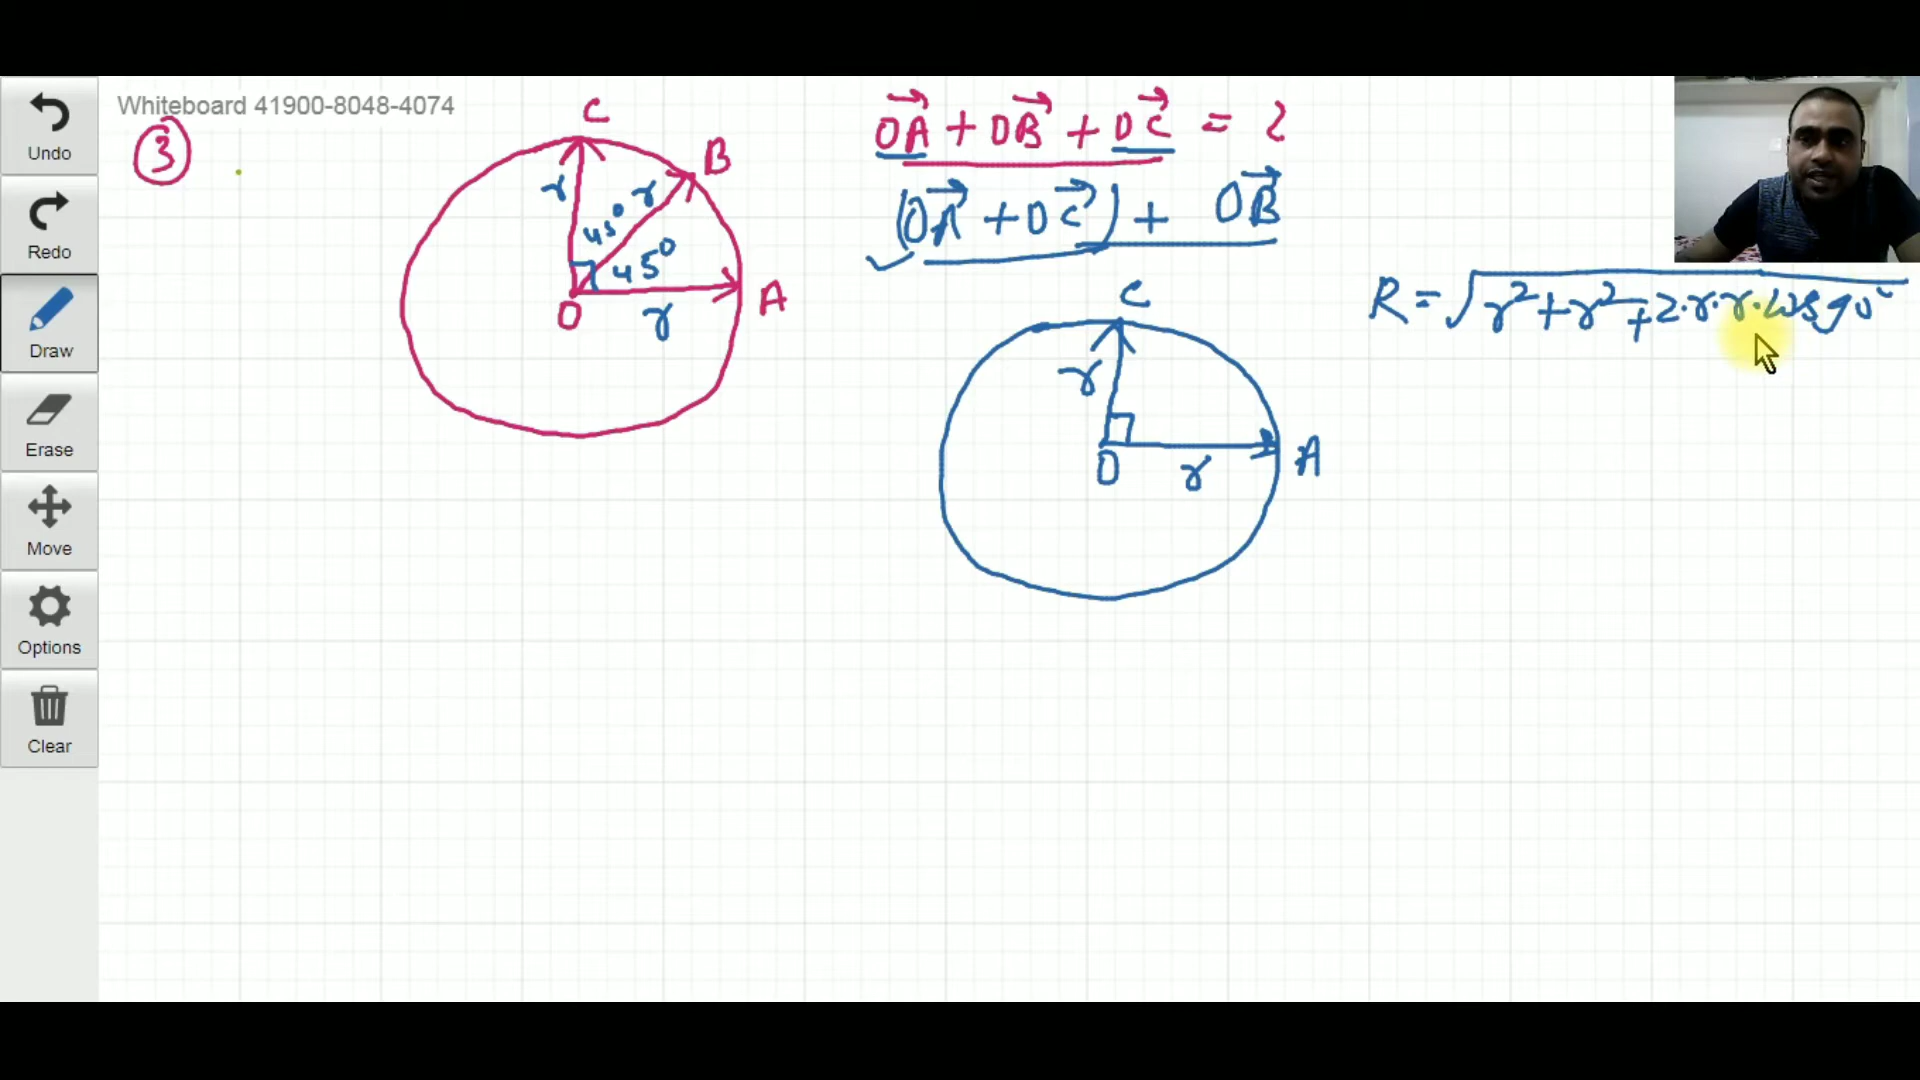 Undo
Redo
Draw
Erase
Move
Options
Clear
Whiteboard 41900-8048-4074
③
C
B
A
O
r
r
r
45°
45°
OA⃗ + OB⃗ + OC⃗ = ?
(OA⃗ + OC⃗) + OB⃗
C
r
O
r
A
R = √r² + r² + 2·r·r·cos90°